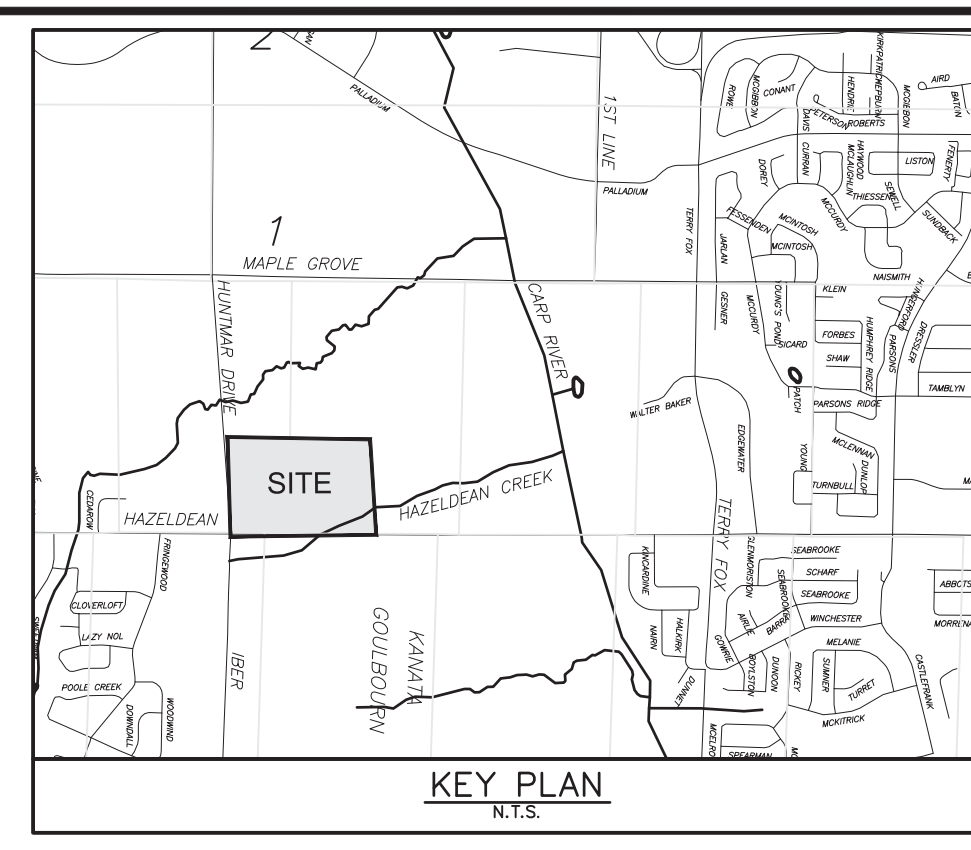 2
PALLADIUM
1ST LINE
PALLADIUM
1
MAPLE GROVE
HUNTMAR DRIVE
CARP RIVER
TERRY FOX
ROWE
MCGIBBON
CONANT
HENDRIE
KIRKPATRICK
HEPBURN
MCGIBBON
AIRD
BATON
DAVIS
PETERSON
ROBERTS
CURRAN
HAYWOOD
MCLAUGHLIN
LISTON
FENERTY
DOREY
THIESSEN
SEWELL
MCCURDY
SUNDBACK
FESSENDEN
MCINTOSH
MCINTOSH
JARLAN
NAISMITH
KLEIN
HUNGERFORD
GESNER
MCCURDY
YOUNG'S POND
SICARD
FORBES
SHAW
HUMPHREY RIDGE
PARSONS
DRESSLER
TAMBLYN
PATCH
PARSONS RIDGE
WALTER BAKER
EDGEWATER
YOUNG
MCLENNAN
DUNLOP
TURNBULL
SITE
HAZELDEAN CREEK
CEDAROW
HAZELDEAN
FRINGEWOOD
TERRY FOX
GLENMORISTON
SEABROOKE
SCHARF
SEABROOKE
SEABROOKE
ABBOTS
MORRENA
KINCARDINE
NAIRN
HALKIRK
AIRLIE
BARRA
WINCHESTER
MELANIE
GOWRIE
BOYLSTON
DUNOON
RICKEY
SUMNER
TURRET
CASTLEFRANK
MCKITRICK
DUNNET
MCELRO
SPEARMAN
CLOVERLOFT
LAZY NOL
POOLE CREEK
DOWNDALL
WOODWIND
IBER
GOULBOURN
KANATA
KEY PLAN
N.T.S.